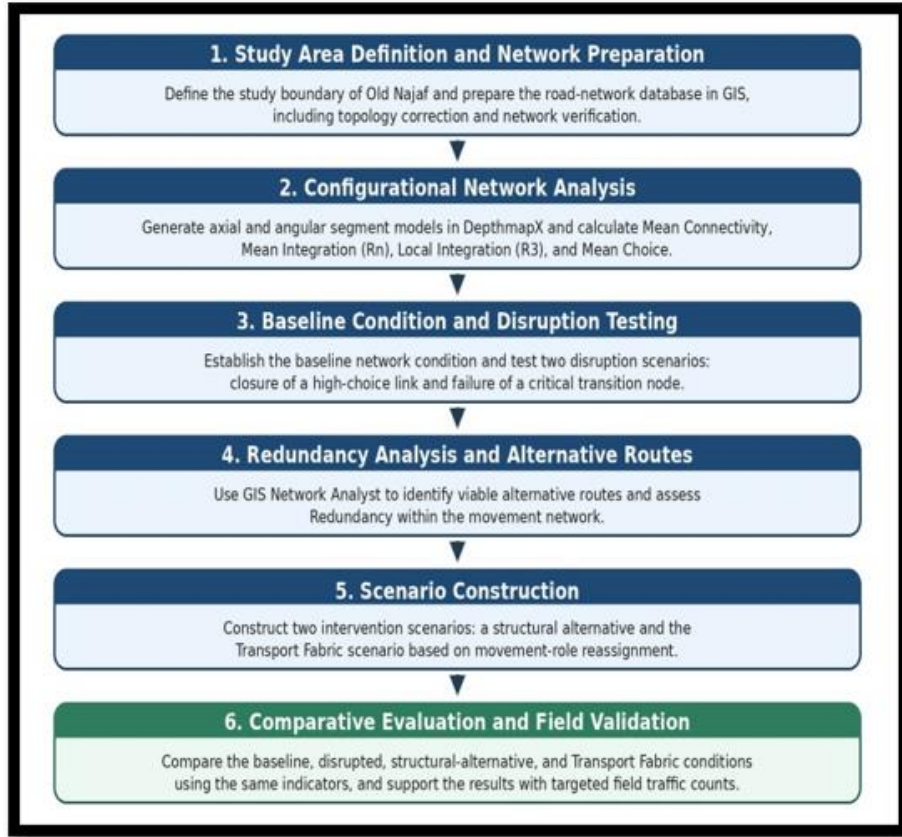 1. Study Area Definition and Network Preparation
Define the study boundary of Old Najaf and prepare the road-network database in GIS,
including topology correction and network verification.
2. Configurational Network Analysis
Generate axial and angular segment models in DepthmapX and calculate Mean Connectivity,
Mean Integration (Rn), Local Integration (R3), and Mean Choice.
3. Baseline Condition and Disruption Testing
Establish the baseline network condition and test two disruption scenarios:
closure of a high-choice link and failure of a critical transition node.
4. Redundancy Analysis and Alternative Routes
Use GIS Network Analyst to identify viable alternative routes and assess
Redundancy within the movement network.
5. Scenario Construction
Construct two intervention scenarios: a structural alternative and the
Transport Fabric scenario based on movement-role reassignment.
6. Comparative Evaluation and Field Validation
Compare the baseline, disrupted, structural-alternative, and Transport Fabric conditions
using the same indicators, and support the results with targeted field traffic counts.